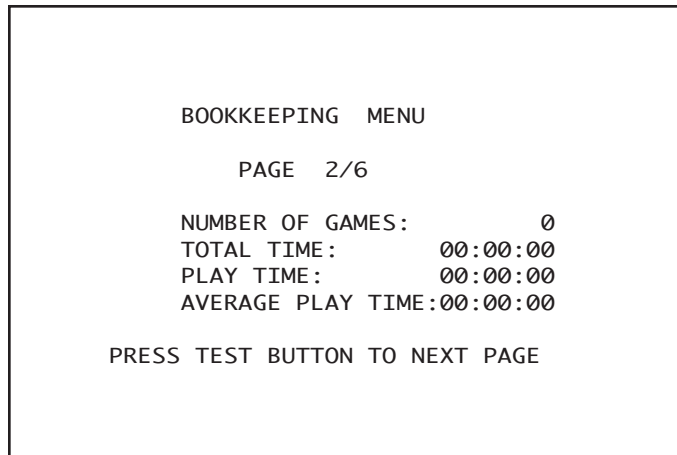 BOOKKEEPING MENU
PAGE 2/6
NUMBER OF GAMES: 0
TOTAL TIME: 00:00:00
PLAY TIME: 00:00:00
AVERAGE PLAY TIME:00:00:00
PRESS TEST BUTTON TO NEXT PAGE